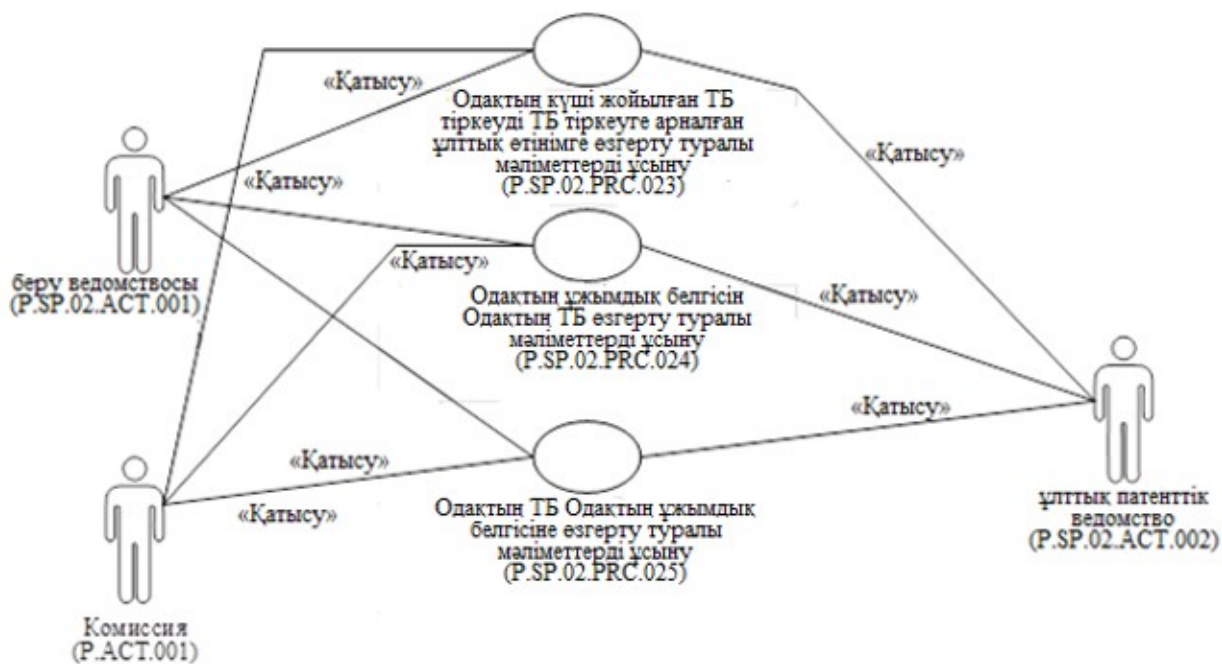 «Қатысу»
Одақтың күші жойылған ТБ
тіркеуді ТБ тіркеуге арналған
ұлттық өтінімге өзгерту туралы
мәліметтерді ұсыну
(P.SP.02.PRC.023)
«Қатысу»
«Қатысу»
беру ведомствосы
(P.SP.02.ACT.001)
«Қатысу»
Одақтың ұжымдық белгісін
Одақтың ТБ өзгерту туралы
мәліметтерді ұсыну
(P.SP.02.PRC.024)
«Қатысу»
«Қатысу»
«Қатысу»
«Қатысу»
Одақтың ТБ Одақтың ұжымдық
белгісіне өзгерту туралы
мәліметтерді ұсыну
(P.SP.02.PRC.025)
ұлттық патенттік
ведомство
(P.SP.02.ACT.002)
Комиссия
(P.ACT.001)